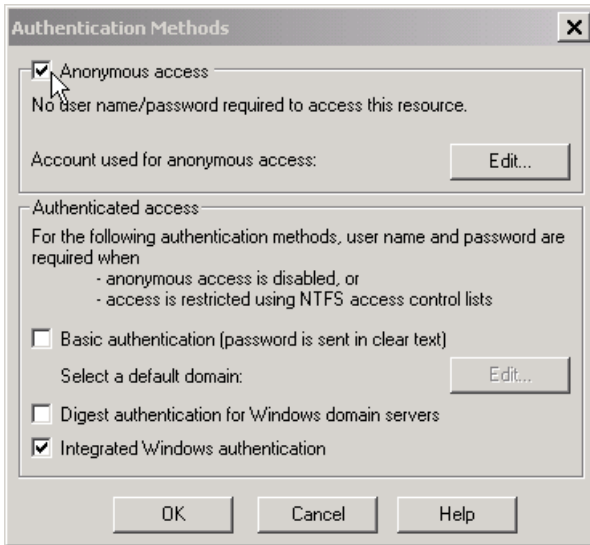 Authentication Methods
Anonymous access
No user name/password required to access this resource.
Account used for anonymous access:
Edit...
Authenticated access
For the following authentication methods, user name and password are
required when
- anonymous access is disabled, or
- access is restricted using NTFS access control lists
Basic authentication (password is sent in clear text)
Select a default domain:
Edit...
Digest authentication for Windows domain servers
Integrated Windows authentication
OK
Cancel
Help